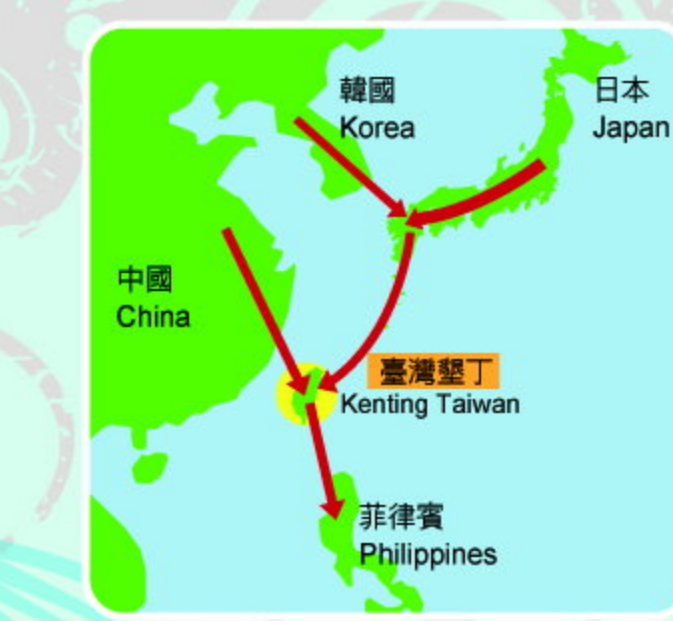 韓國
Korea
日本
Japan
中國
China
臺灣墾丁
Kenting Taiwan
菲律賓
Philippines